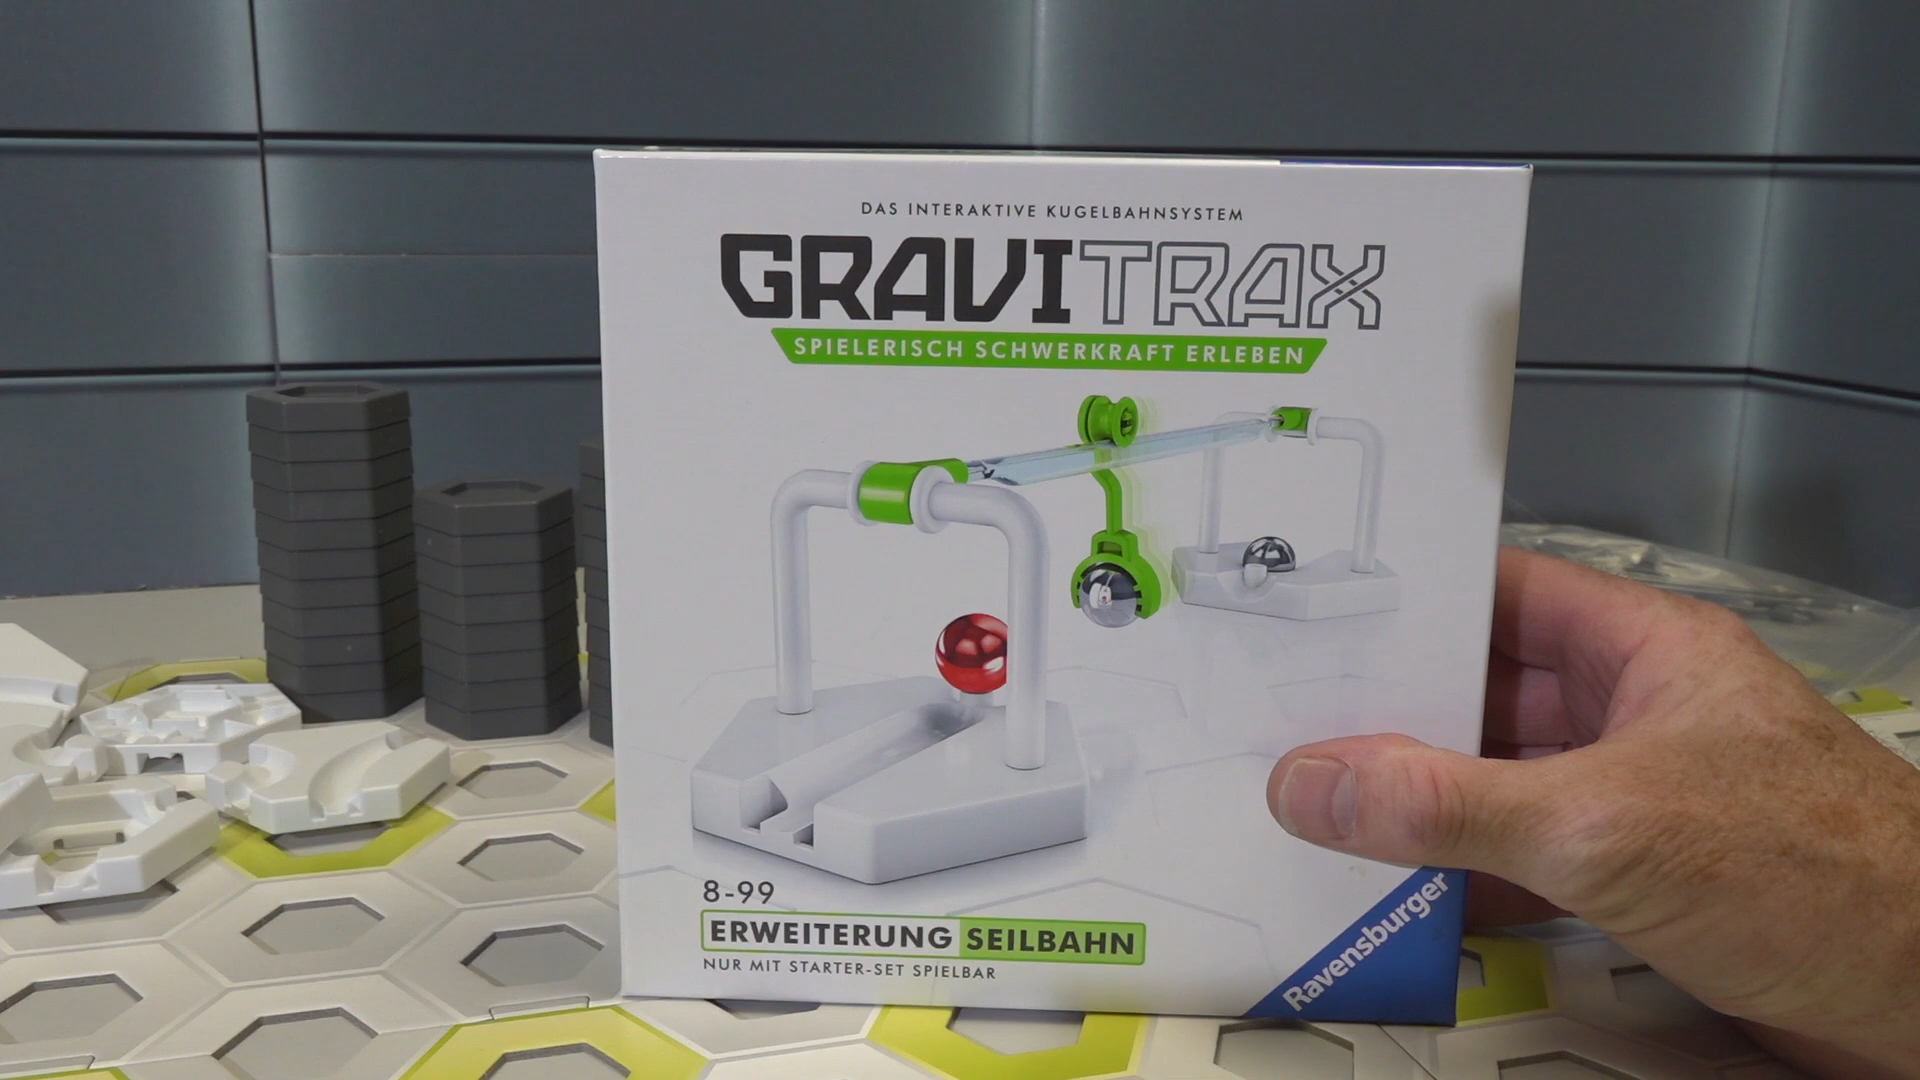 DAS INTERAKTIVE KUGELBAHNSYSTEM
GRAVITRAX
SPIELERISCH SCHWERKRAFT ERLEBEN
8-99
ERWEITERUNG SEILBAHN
NUR MIT STARTER-SET SPIELBAR
Ravensburger